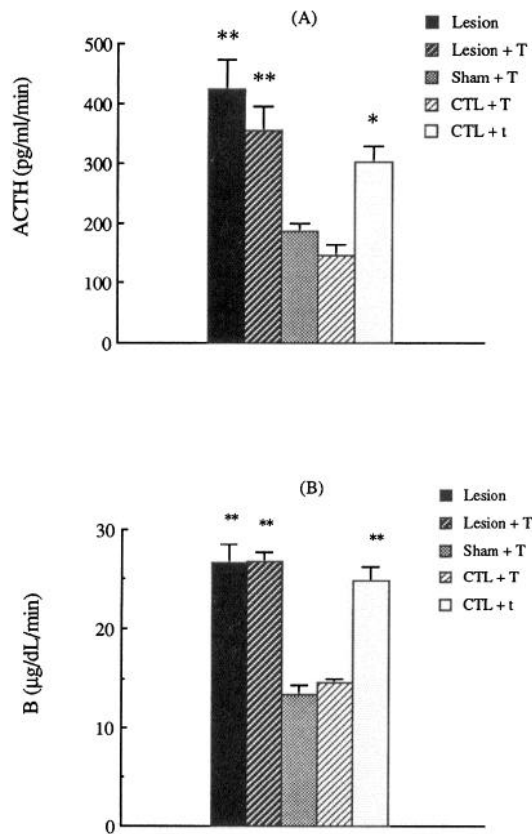 (A)
Lesion
Lesion + T
Sham + T
CTL + T
CTL + t
**
**
*
500
400
300
200
100
0
ACTH (pg/ml/min)
(B)
Lesion
Lesion + T
Sham + T
CTL + T
CTL + t
**
**
**
30
20
10
0
B (µg/dL/min)